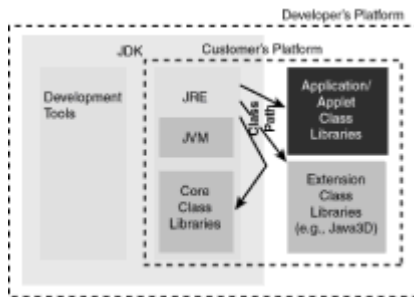 Developer's Platform
JDK
Customer's Platform
Development
Tools
JRE
JVM
Core
Class
Libraries
Class
Path
Application/
Applet
Class
Libraries
Extension
Class
Libraries
(e.g., Java3D)